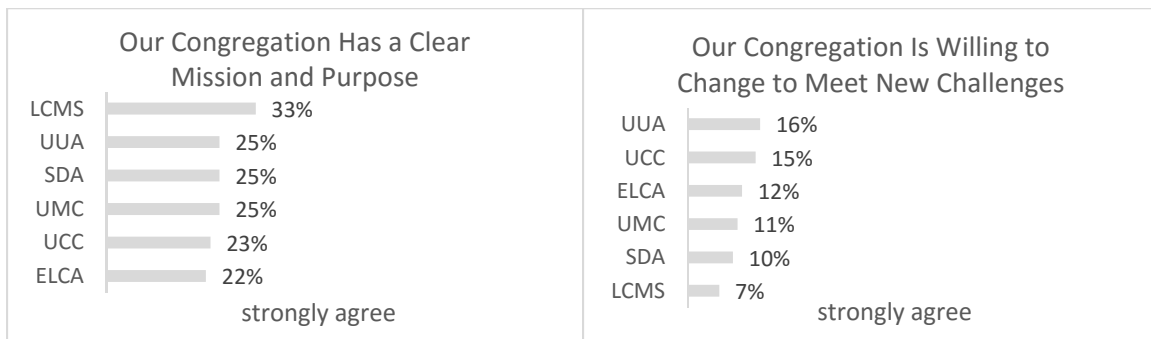 Our Congregation Has a Clear
Mission and Purpose
LCMS 33%
UUA 25%
SDA 25%
UMC 25%
UCC 23%
ELCA 22%
strongly agree
Our Congregation Is Willing to
Change to Meet New Challenges
UUA 16%
UCC 15%
ELCA 12%
UMC 11%
SDA 10%
LCMS 7%
strongly agree